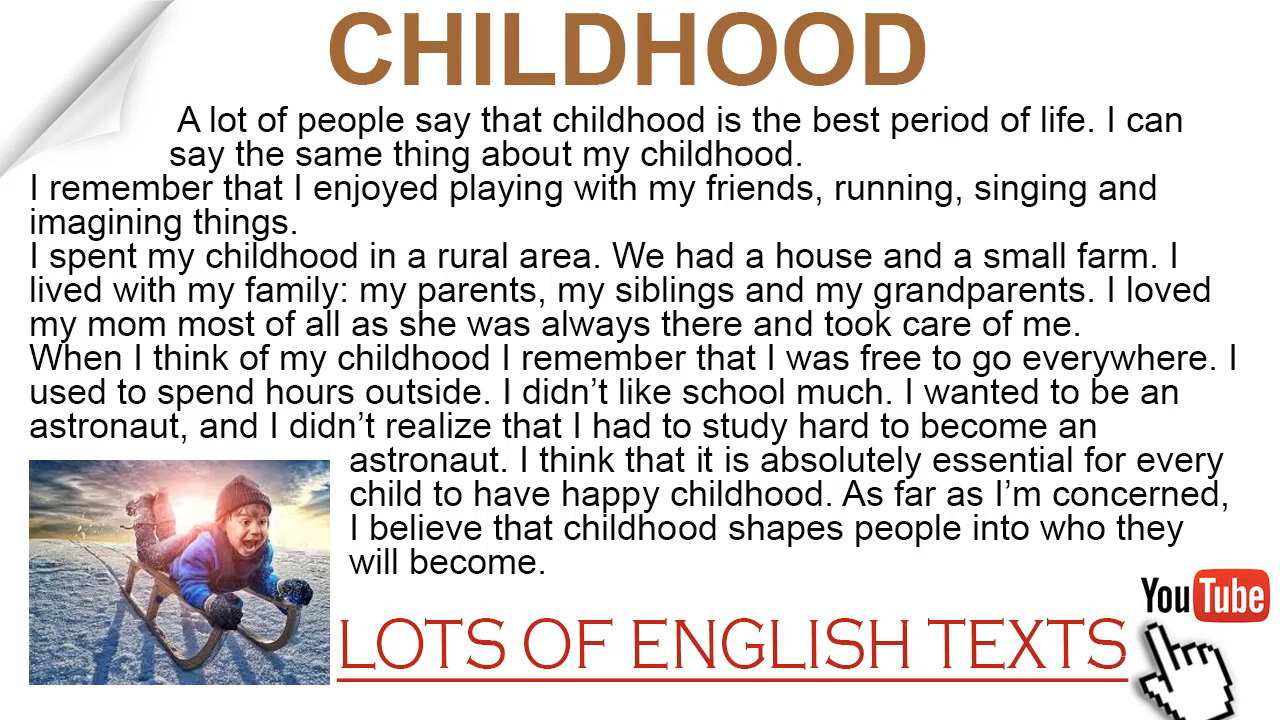 CHILDHOOD
A lot of people say that childhood is the best period of life. I can
say the same thing about my childhood.
I remember that I enjoyed playing with my friends, running, singing and
imagining things.
I spent my childhood in a rural area. We had a house and a small farm. I
lived with my family: my parents, my siblings and my grandparents. I loved
my mom most of all as she was always there and took care of me.
When I think of my childhood I remember that I was free to go everywhere. I
used to spend hours outside. I didn’t like school much. I wanted to be an
astronaut, and I didn’t realize that I had to study hard to become an
astronaut. I think that it is absolutely essential for every
child to have happy childhood. As far as I’m concerned,
I believe that childhood shapes people into who they
will become.
YouTube
LOTS OF ENGLISH TEXTS